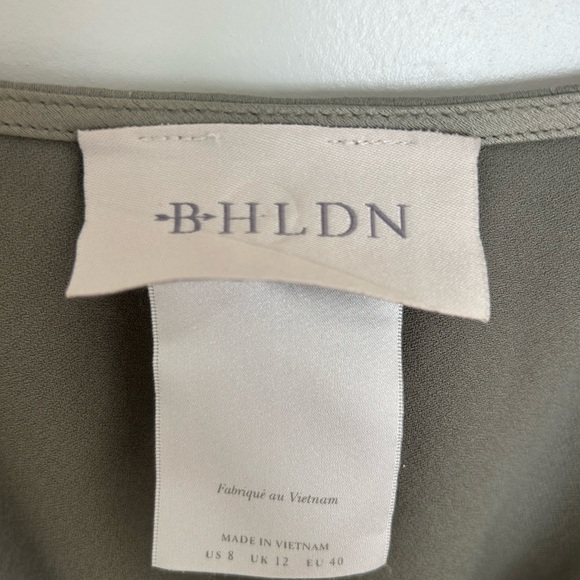 BHLDN
Fabriqué au Vietnam
MADE IN VIETNAM
US 8 UK 12 EU 40